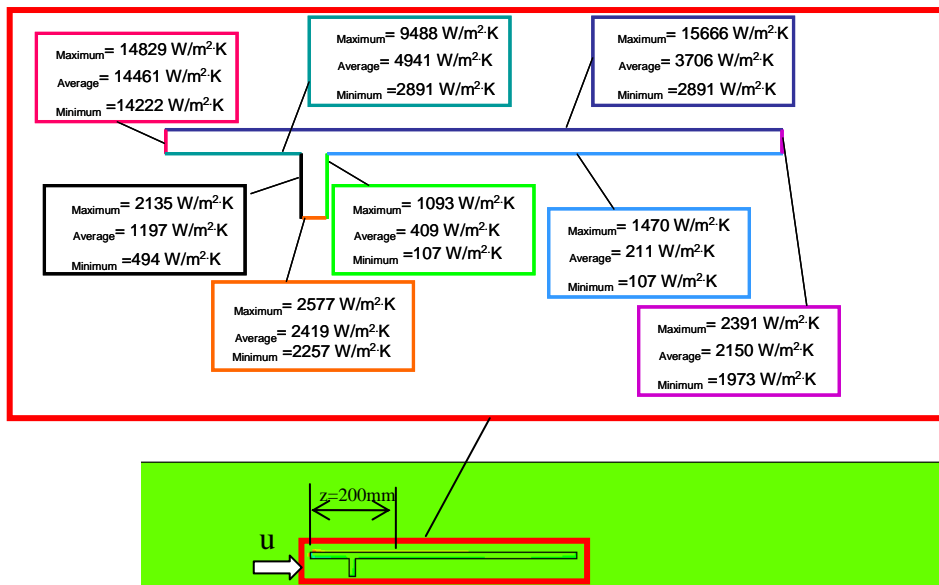 Maximum= 14829 W/m²·K
Average= 14461 W/m²·K
Minimum =14222 W/m²·K
Maximum= 9488 W/m²·K
Average= 4941 W/m²·K
Minimum =2891 W/m²·K
Maximum= 15666 W/m²·K
Average= 3706 W/m²·K
Minimum =2891 W/m²·K
Maximum= 2135 W/m²·K
Average= 1197 W/m²·K
Minimum =494 W/m²·K
Maximum= 1093 W/m²·K
Average= 409 W/m²·K
Minimum =107 W/m²·K
Maximum= 1470 W/m²·K
Average= 211 W/m²·K
Minimum = 107 W/m²·K
Maximum= 2577 W/m²·K
Average= 2419 W/m²·K
Minimum =2257 W/m²·K
Maximum= 2391 W/m²·K
Average= 2150 W/m²·K
Minimum =1973 W/m²·K
z=200mm
u